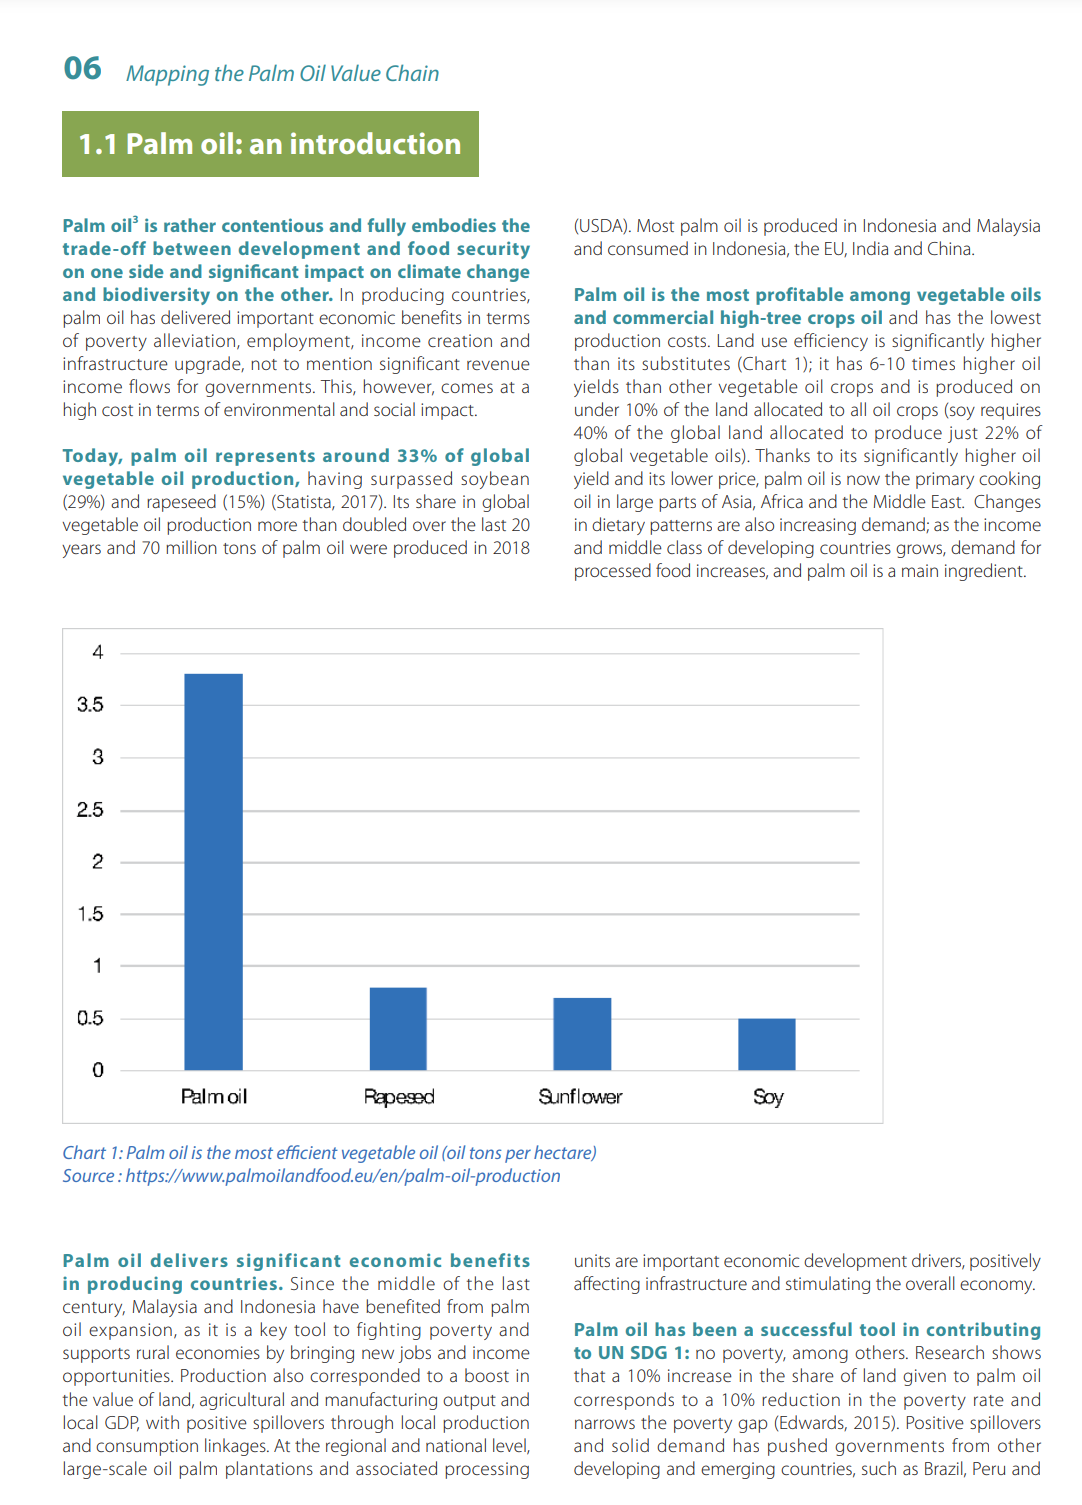 06 Mapping the Palm Oil Value Chain
1.1 Palm oil: an introduction
Palm oil³ is rather contentious and fully embodies the
trade-off between development and food security
on one side and significant impact on climate change
and biodiversity on the other. In producing countries,
palm oil has delivered important economic benefits in terms
of poverty alleviation, employment, income creation and
infrastructure upgrade, not to mention significant revenue
income flows for governments. This, however, comes at a
high cost in terms of environmental and social impact.
Today, palm oil represents around 33% of global
vegetable oil production, having surpassed soybean
(29%) and rapeseed (15%) (Statista, 2017). Its share in global
vegetable oil production more than doubled over the last 20
years and 70 million tons of palm oil were produced in 2018
(USDA). Most palm oil is produced in Indonesia and Malaysia
and consumed in Indonesia, the EU, India and China.
Palm oil is the most profitable among vegetable oils
and commercial high-tree crops oil and has the lowest
production costs. Land use efficiency is significantly higher
than its substitutes (Chart 1); it has 6-10 times higher oil
yields than other vegetable oil crops and is produced on
under 10% of the land allocated to all oil crops (soy requires
40% of the global land allocated to produce just 22% of
global vegetable oils). Thanks to its significantly higher oil
yield and its lower price, palm oil is now the primary cooking
oil in large parts of Asia, Africa and the Middle East. Changes
in dietary patterns are also increasing demand; as the income
and middle class of developing countries grows, demand for
processed food increases, and palm oil is a main ingredient.
4
3.5
3
2.5
2
1.5
1
0.5
0
Palm oil Rapesed Sunflower Soy
Chart 1: Palm oil is the most efficient vegetable oil (oil tons per hectare)
Source : https://www.palmoilandfood.eu/en/palm-oil-production
Palm oil delivers significant economic benefits
in producing countries. Since the middle of the last
century, Malaysia and Indonesia have benefited from palm
oil expansion, as it is a key tool to fighting poverty and
supports rural economies by bringing new jobs and income
opportunities. Production also corresponded to a boost in
the value of land, agricultural and manufacturing output and
local GDP, with positive spillovers through local production
and consumption linkages. At the regional and national level,
large-scale oil palm plantations and associated processing
units are important economic development drivers, positively
affecting infrastructure and stimulating the overall economy.
Palm oil has been a successful tool in contributing
to UN SDG 1: no poverty, among others. Research shows
that a 10% increase in the share of land given to palm oil
corresponds to a 10% reduction in the poverty rate and
narrows the poverty gap (Edwards, 2015). Positive spillovers
and solid demand has pushed governments from other
developing and emerging countries, such as Brazil, Peru and